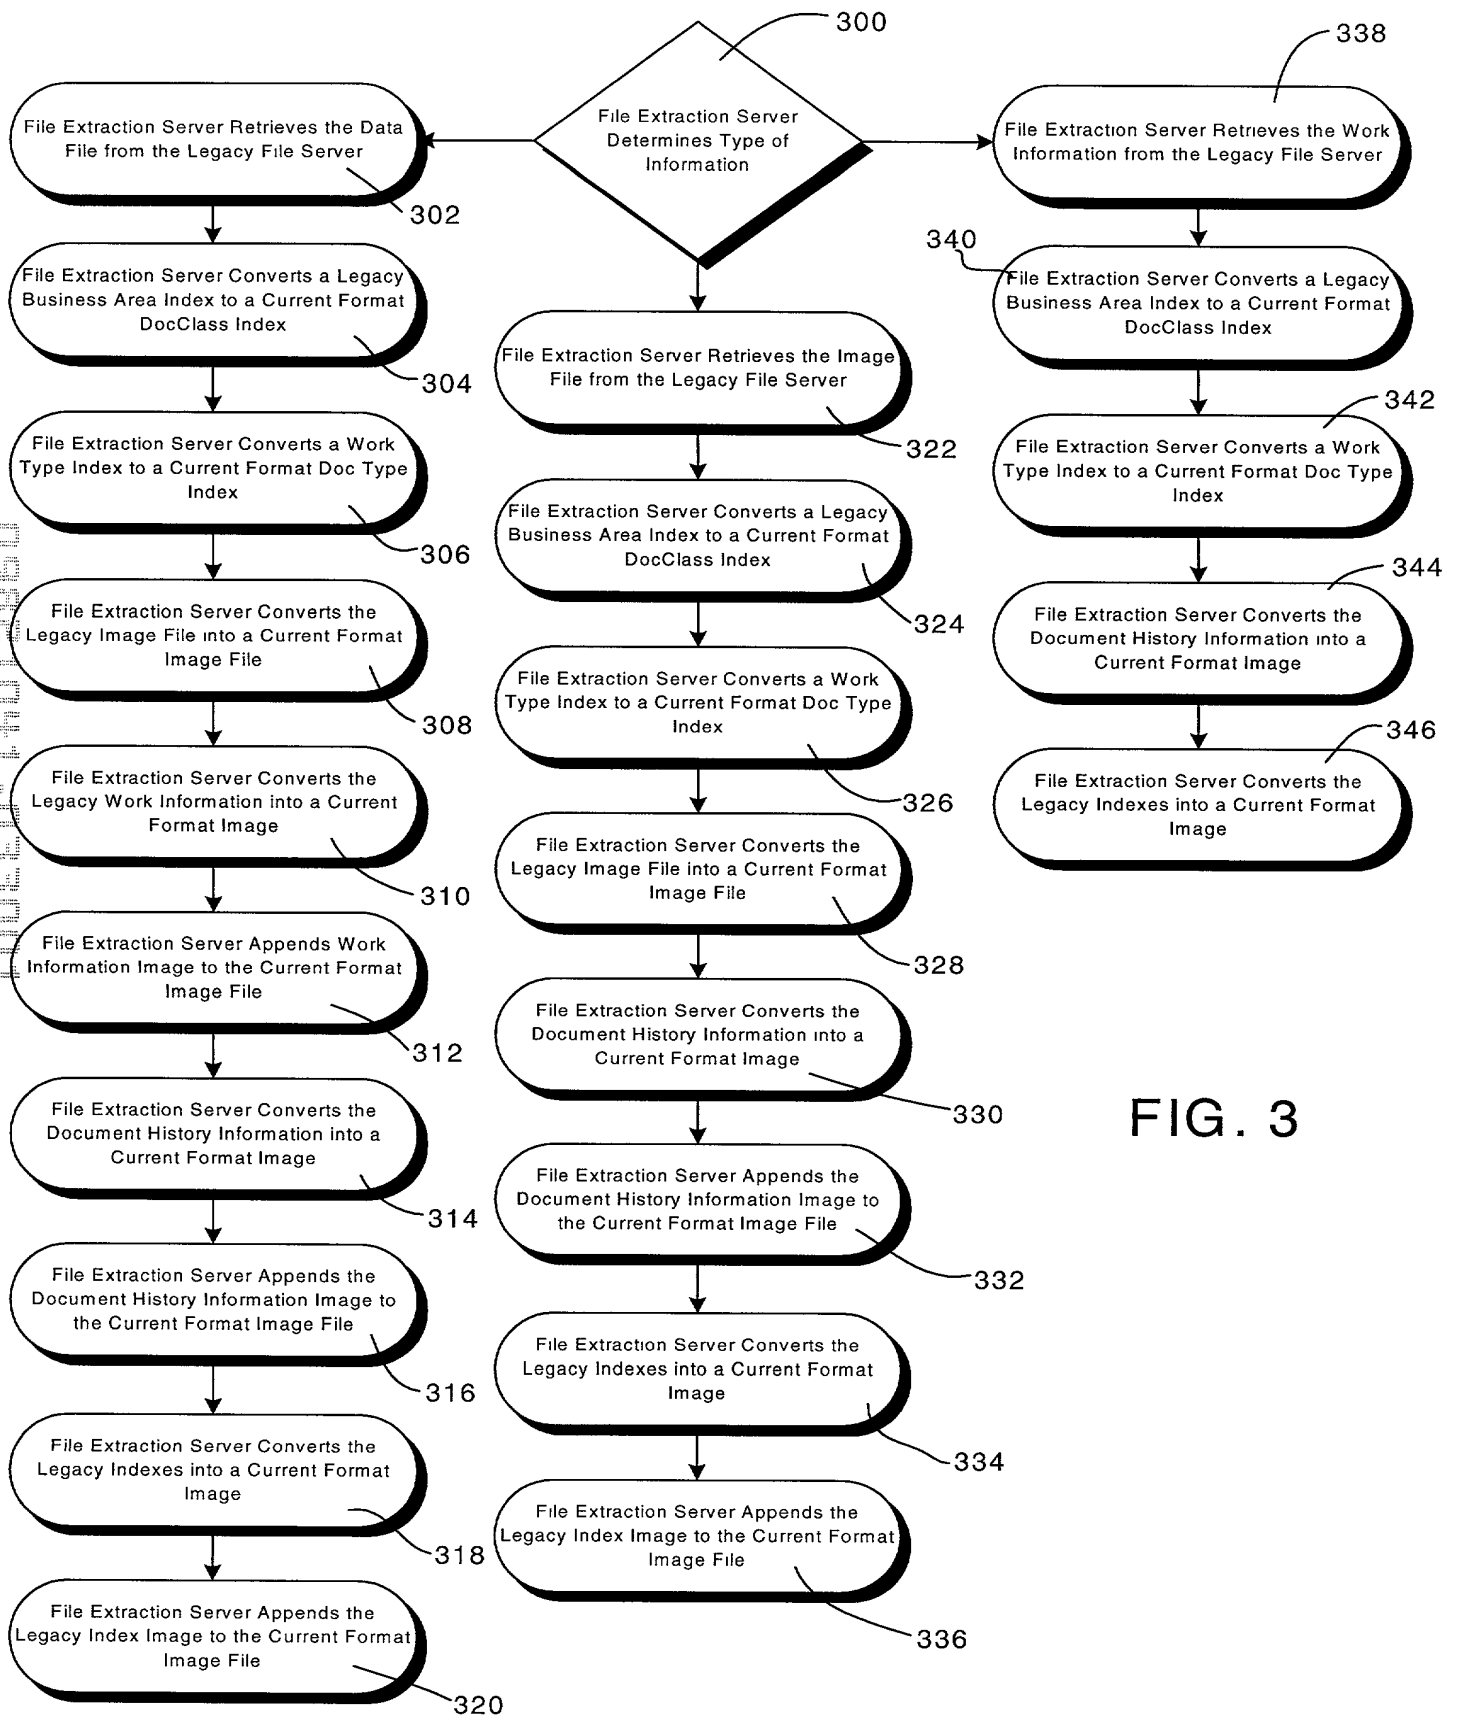 300
File Extraction Server
Determines Type of
Information
File Extraction Server Retrieves the Data
File from the Legacy File Server
302
File Extraction Server Converts a Legacy
Business Area Index to a Current Format
DocClass Index
304
File Extraction Server Converts a Work
Type Index to a Current Format Doc Type
Index
306
File Extraction Server Converts the
Legacy Image File into a Current Format
Image File
308
File Extraction Server Converts the
Legacy Work Information into a Current
Format Image
310
File Extraction Server Appends Work
Information Image to the Current Format
Image File
312
File Extraction Server Converts the
Document History Information into a
Current Format Image
314
File Extraction Server Appends the
Document History Information Image to
the Current Format Image File
316
File Extraction Server Converts the
Legacy Indexes into a Current Format
Image
318
File Extraction Server Appends the
Legacy Index Image to the Current Format
Image File
320
File Extraction Server Retrieves the Image
File from the Legacy File Server
322
File Extraction Server Converts a Legacy
Business Area Index to a Current Format
DocClass Index
324
File Extraction Server Converts a Work
Type Index to a Current Format Doc Type
Index
326
File Extraction Server Converts the
Legacy Image File into a Current Format
Image File
328
File Extraction Server Converts the
Document History Information into a
Current Format Image
330
File Extraction Server Appends the
Document History Information Image to
the Current Format Image File
332
File Extraction Server Converts the
Legacy Indexes into a Current Format
Image
334
File Extraction Server Appends the
Legacy Index Image to the Current Format
Image File
336
338
File Extraction Server Retrieves the Work
Information from the Legacy File Server
340
File Extraction Server Converts a Legacy
Business Area Index to a Current Format
DocClass Index
342
File Extraction Server Converts a Work
Type Index to a Current Format Doc Type
Index
344
File Extraction Server Converts the
Document History Information into a
Current Format Image
346
File Extraction Server Converts the
Legacy Indexes into a Current Format
Image
FIG. 3